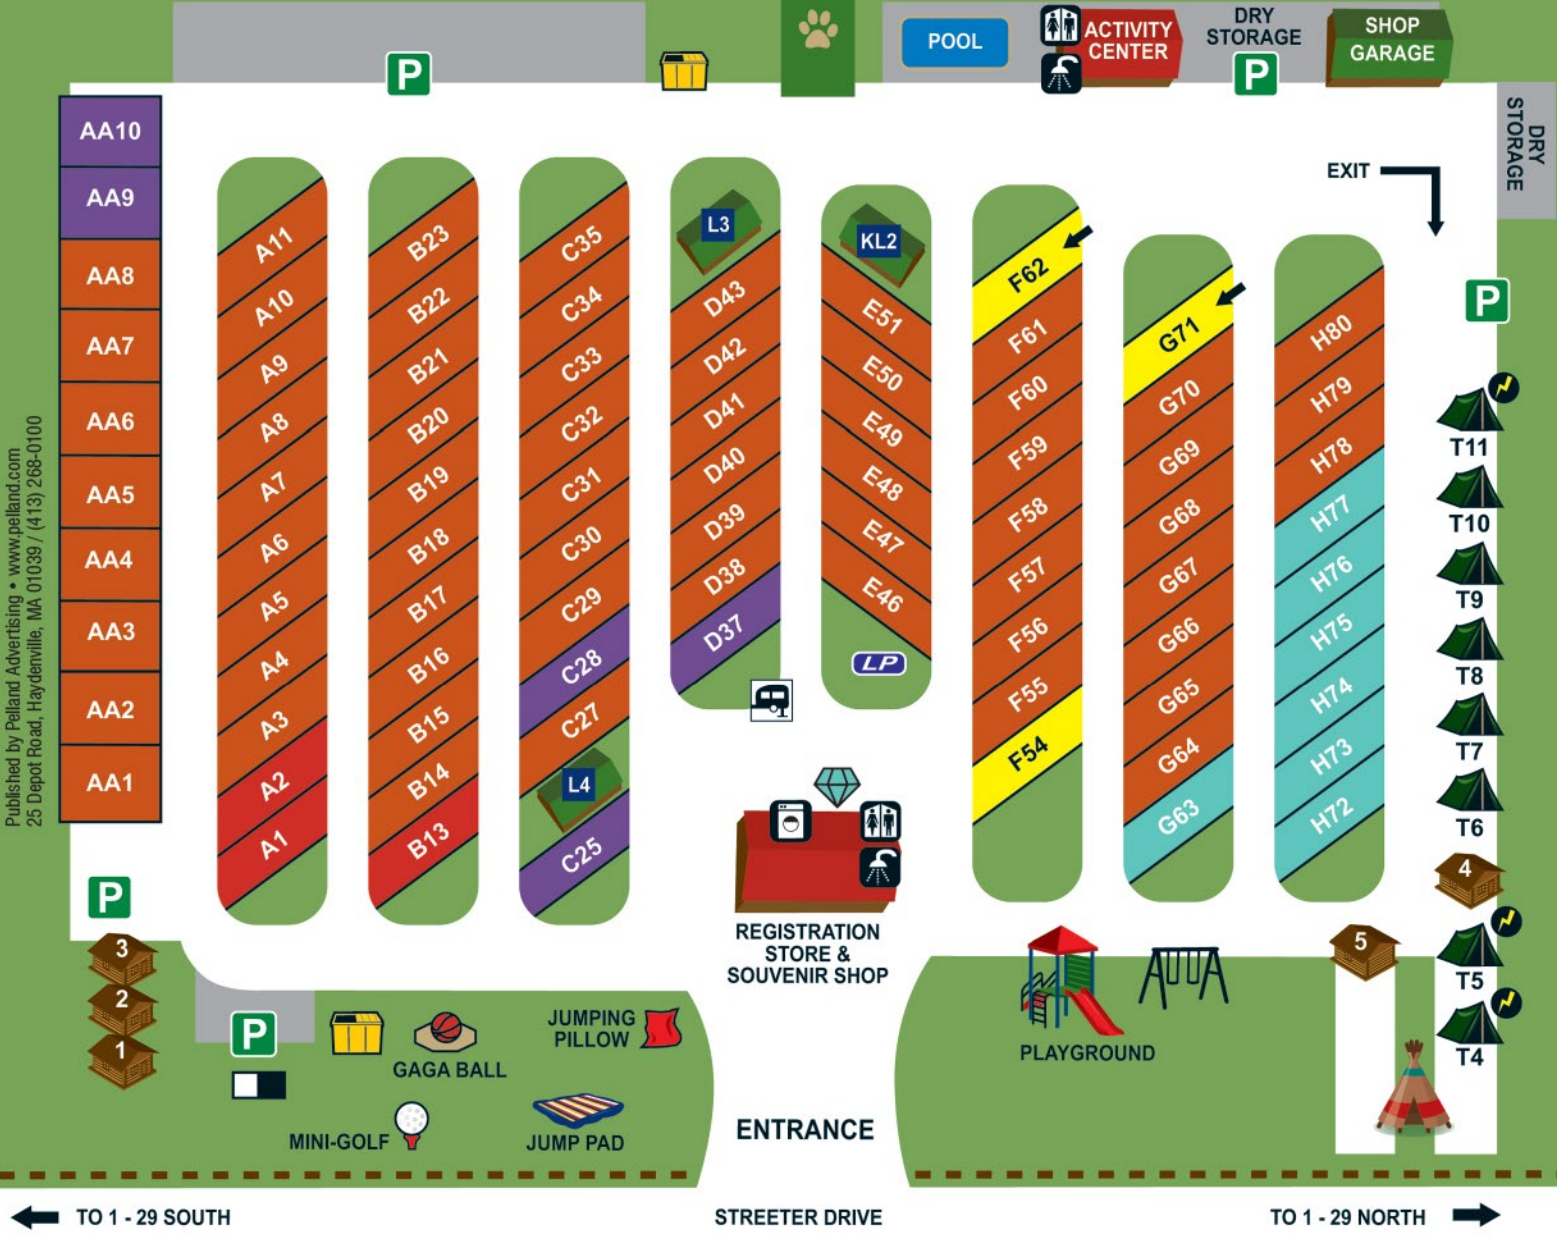 POOL
ACTIVITY
CENTER
DRY
STORAGE
P
SHOP
GARAGE
P
DRY
STORAGE
EXIT
P
AA10
AA9
AA8
AA7
AA6
AA5
AA4
AA3
AA2
AA1
A11
A10
A9
A8
A7
A6
A5
A4
A3
A2
A1
B23
B22
B21
B20
B19
B18
B17
B16
B15
B14
B13
C35
C34
C33
C32
C31
C30
C29
C28
C27
L4
C25
L3
D43
D42
D41
D40
D39
D38
D37
KL2
E51
E50
E49
E48
E47
E46
LP
F62
F61
F60
F59
F58
F57
F56
F55
F54
G71
G70
G69
G68
G67
G66
G65
G64
G63
H80
H79
H78
H77
H76
H75
H74
H73
H72
T11
T10
T9
T8
T7
T6
4
T5
T4
5
P
3
2
1
P
REGISTRATION
STORE &
SOUVENIR SHOP
GAGA BALL
JUMPING
PILLOW
MINI-GOLF
JUMP PAD
PLAYGROUND
ENTRANCE
TO 1 - 29 SOUTH
STREETER DRIVE
TO 1 - 29 NORTH
Published by Pelland Advertising • www.pelland.com
25 Depot Road, Haydenville, MA 01039 / (413) 268-0100